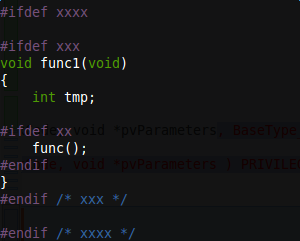 #ifdef xxxx
#ifdef xxx
void func1(void)
{
int tmp;
void *pvParameters, BaseType
#ifdef xx
func();
#endif
void *pvParameters ) PRIVILE
}
#endif /* xxx */
#endif /* xxxx */